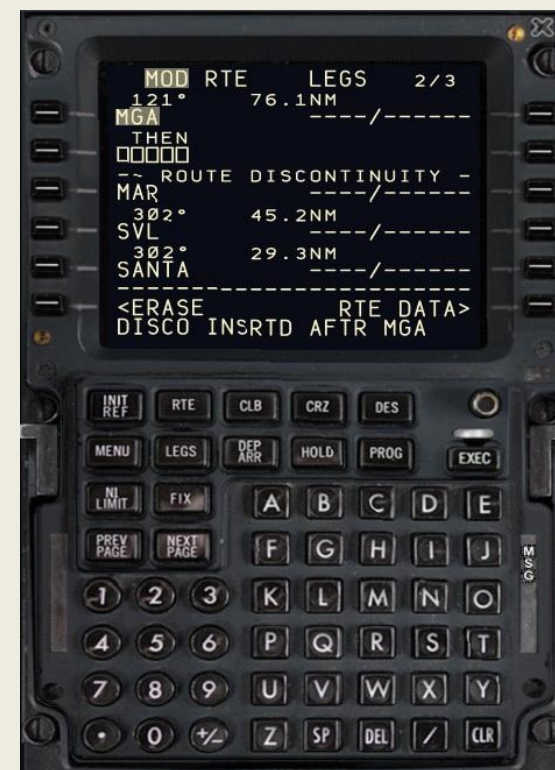 MOD RTE LEGS 2/3
121° 76.1NM
MGA ----/------
THEN
□□□□□
-- ROUTE DISCONTINUITY -
MAR ----/------
302° 45.2NM
SVL ----/------
302° 29.3NM
SANTA ----/------
------------------------
<ERASE RTE DATA>
DISCO INSRTD AFTR MGA
INIT REF RTE CLB CRZ DES
MENU LEGS DEP ARR HOLD PROG EXEC
N1 LIMIT FIX A B C D E
PREV PAGE NEXT PAGE F G H I J
MSG
1 2 3 K L M N O
4 5 6 P Q R S T
7 8 9 U V W X Y
. 0 +/- Z SP DEL / CLR